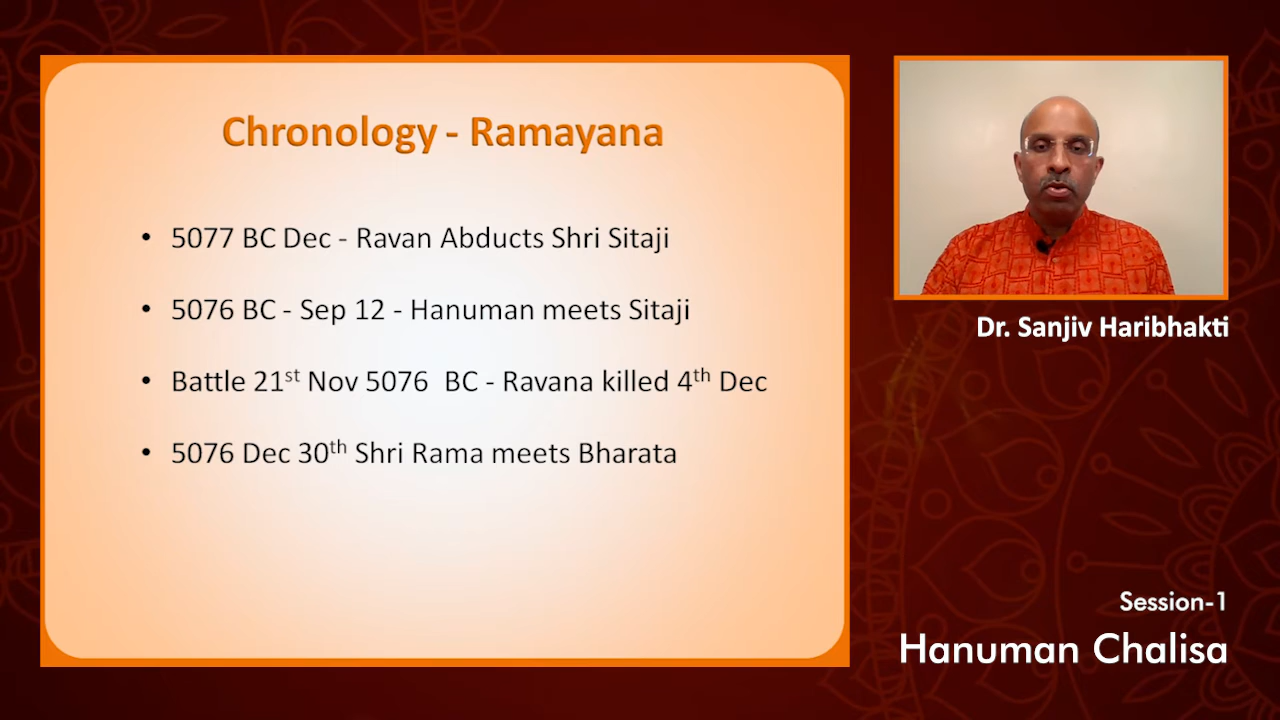 Chronology - Ramayana
• 5077 BC Dec - Ravan Abducts Shri Sitaji
• 5076 BC - Sep 12 - Hanuman meets Sitaji
• Battle 21st Nov 5076  BC - Ravana killed 4th Dec
• 5076 Dec 30th Shri Rama meets Bharata
Dr. Sanjiv Haribhakti
Session-1
Hanuman Chalisa